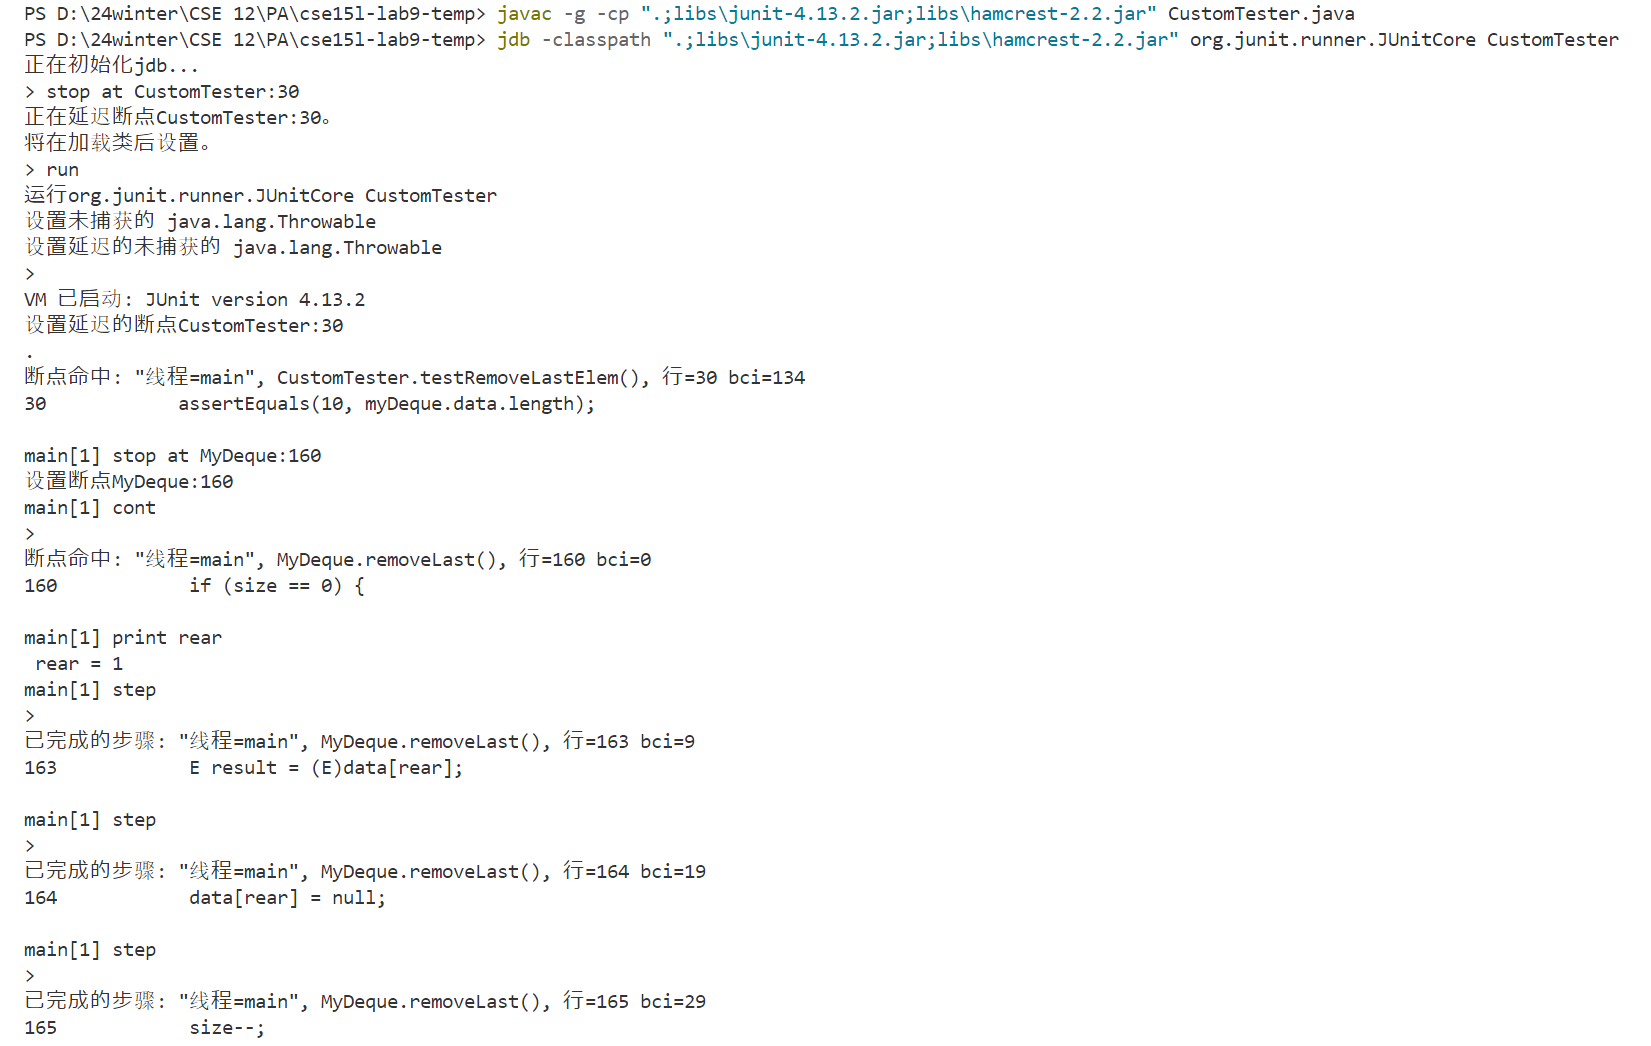 PS D:\24winter\CSE 12\PA\cse15l-lab9-temp> javac -g -cp ".;libs\junit-4.13.2.jar;libs\hamcrest-2.2.jar" CustomTester.java
PS D:\24winter\CSE 12\PA\cse15l-lab9-temp> jdb -classpath ".;libs\junit-4.13.2.jar;libs\hamcrest-2.2.jar" org.junit.runner.JUnitCore CustomTester
正在初始化jdb...
> stop at CustomTester:30
正在延迟断点CustomTester:30。
将在加载类后设置。
> run
运行org.junit.runner.JUnitCore CustomTester
设置未捕获的 java.lang.Throwable
设置延迟的未捕获的 java.lang.Throwable
>
VM 已启动: JUnit version 4.13.2
设置延迟的断点CustomTester:30
.
断点命中: "线程=main", CustomTester.testRemoveLastElem(), 行=30 bci=134
30            assertEquals(10, myDeque.data.length);
main[1] stop at MyDeque:160
设置断点MyDeque:160
main[1] cont
>
断点命中: "线程=main", MyDeque.removeLast(), 行=160 bci=0
160            if (size == 0) {
main[1] print rear
 rear = 1
main[1] step
>
已完成的步骤: "线程=main", MyDeque.removeLast(), 行=163 bci=9
163            E result = (E)data[rear];
main[1] step
>
已完成的步骤: "线程=main", MyDeque.removeLast(), 行=164 bci=19
164            data[rear] = null;
main[1] step
>
已完成的步骤: "线程=main", MyDeque.removeLast(), 行=165 bci=29
165            size--;